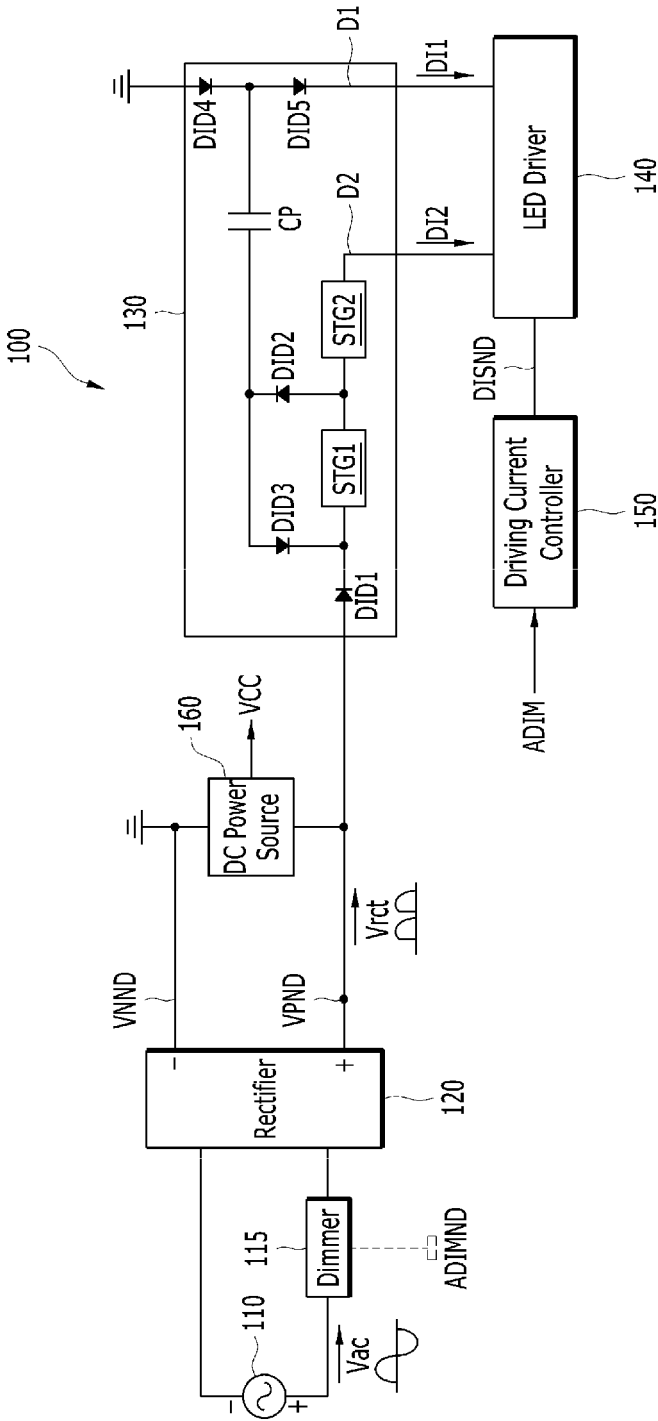 100
110
-
+
Vac
115
Dimmer
ADIMND
Rectifier
-
+
120
VNND
VPND
Vrct
160
DC Power
Source
VCC
130
DID1
DID3
STG1
DID2
STG2
CP
DID4
DID5
D2
D1
DI2
DI1
ADIM
Driving Current
Controller
150
DISND
LED Driver
140